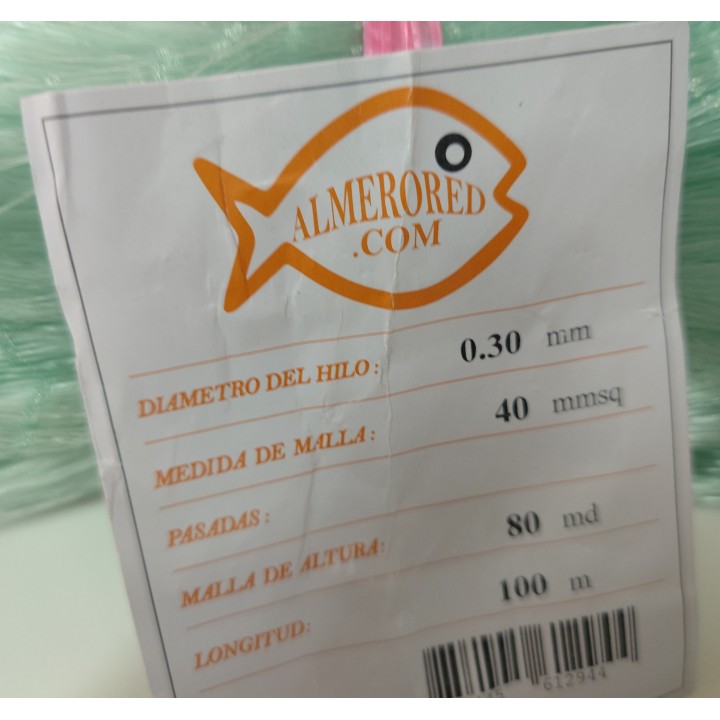 ALMERORED
.COM
DIAMETRO DEL HILO: 0.30 mm
MEDIDA DE MALLA: 40 mmsq
PASADAS:
MALLA DE ALTURA: 80 md
LONGITUD: 100 m
612944